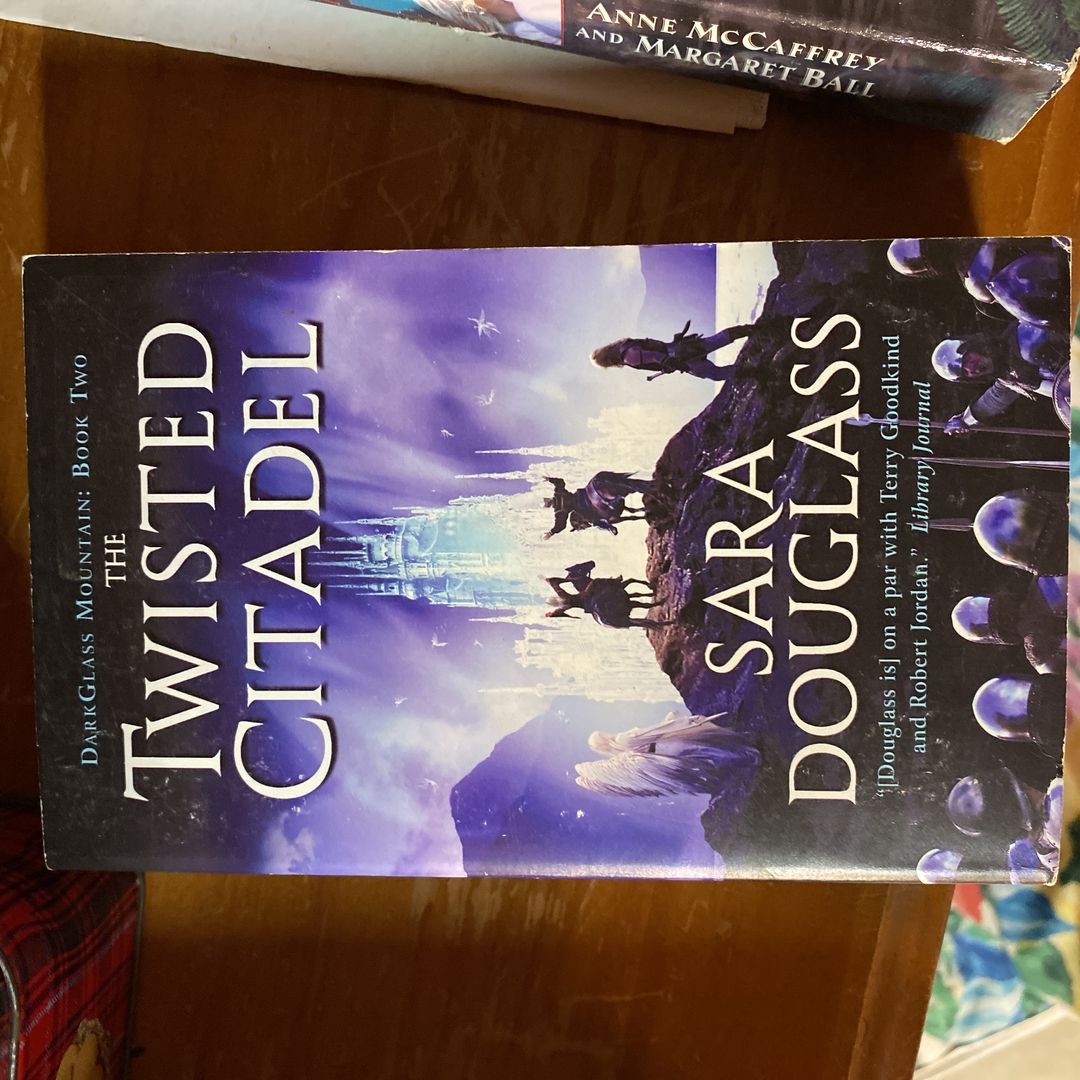 ANNE MCCAFFREY
AND MARGARET BALL
DARKGLASS MOUNTAIN: BOOK TWO
THE
TWISTED
CITADEL
SARA
DOUGLASS
"[Douglass is] on a par with Terry Goodkind
and Robert Jordan." Library Journal